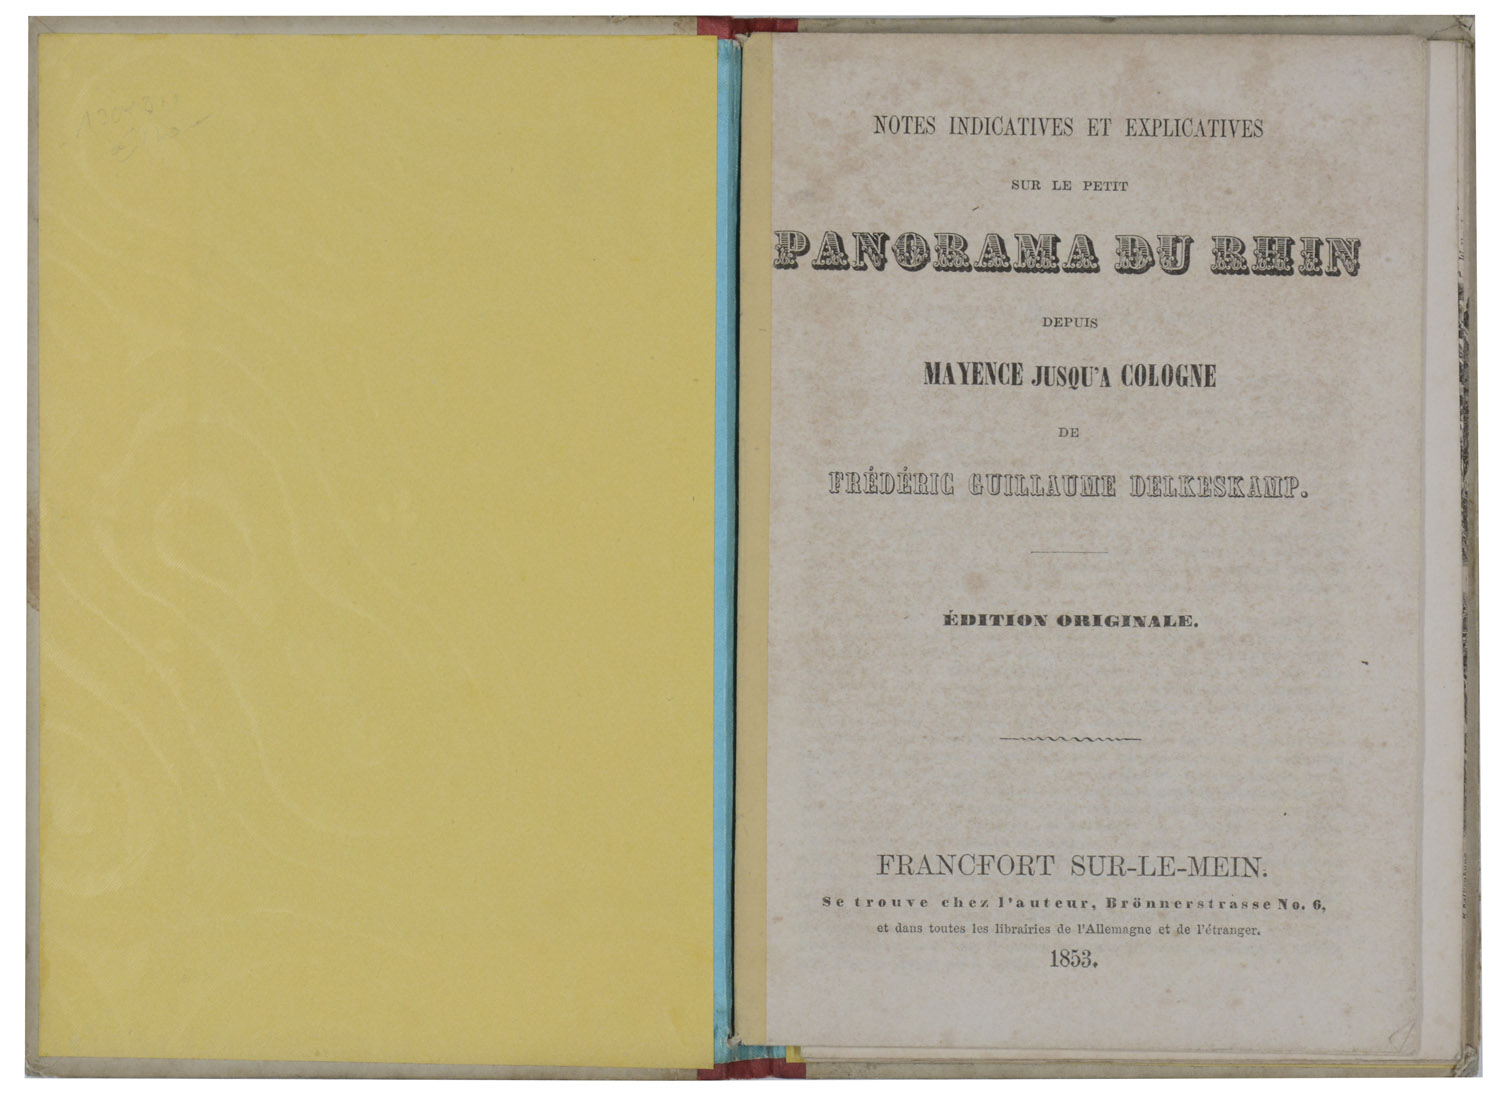 NOTES INDICATIVES ET EXPLICATIVES
SUR LE PETIT
PANORAMA DU RHIN
DEPUIS
MAYENCE JUSQU'A COLOGNE
DE
FRÉDÉRIC GUILLAUME DELKESKAMP.
ÉDITION ORIGINALE.
FRANCFORT SUR-LE-MEIN.
Se trouve chez l'auteur, Brönnerstrasse No. 6,
et dans toutes les librairies de l'Allemagne et de l'étranger.
1853.